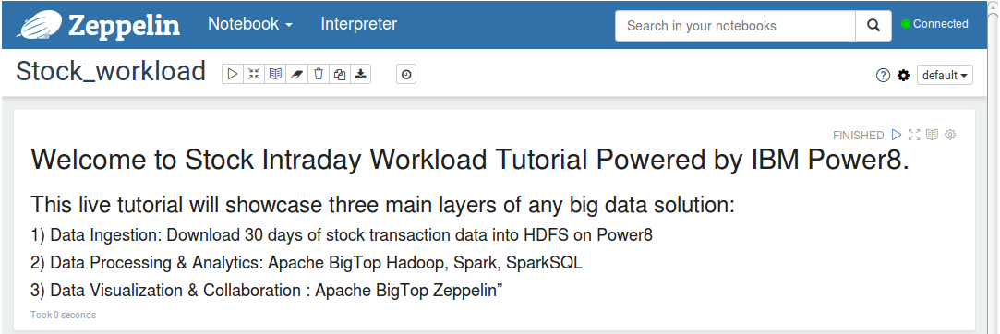 Zeppelin Notebook Interpreter Search in your notebooks Connected
Stock_workload default
FINISHED
Welcome to Stock Intraday Workload Tutorial Powered by IBM Power8.
This live tutorial will showcase three main layers of any big data solution:
1) Data Ingestion: Download 30 days of stock transaction data into HDFS on Power8
2) Data Processing & Analytics: Apache BigTop Hadoop, Spark, SparkSQL
3) Data Visualization & Collaboration : Apache BigTop Zeppelin”
Took 0 seconds